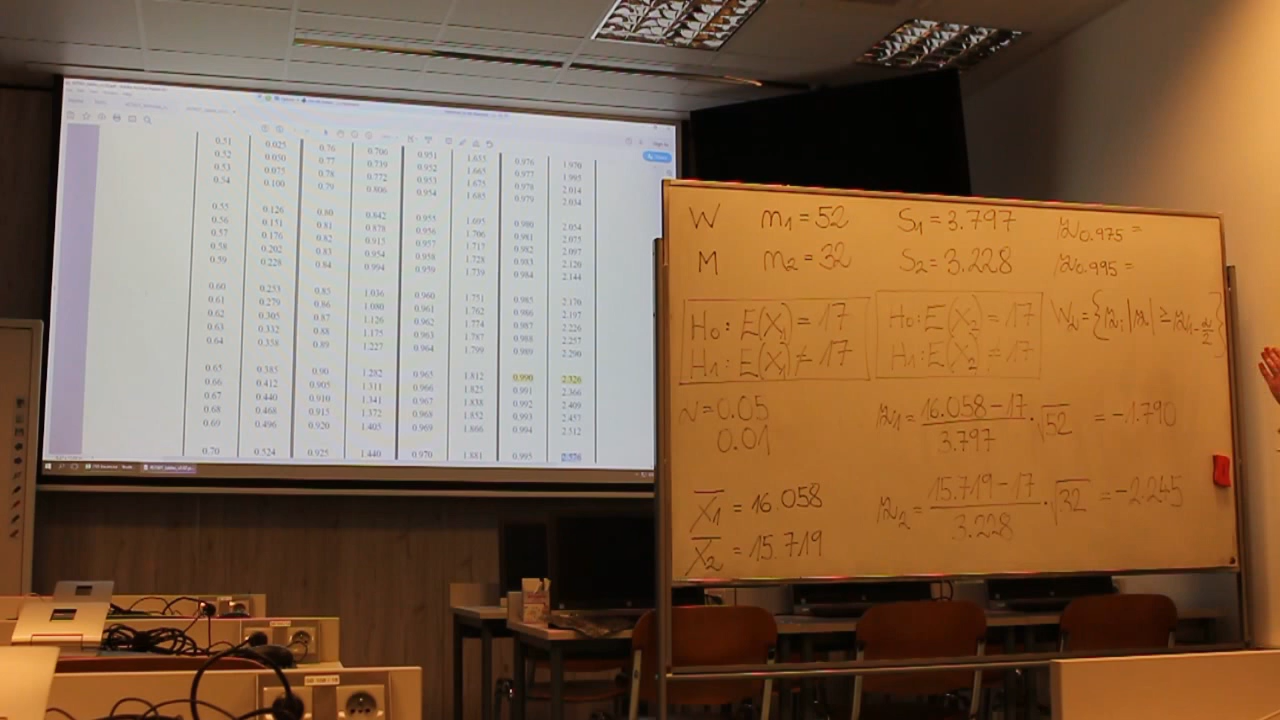 0.51 0.025 0.76 0.706 0.951 1.655 0.976 1.970
0.52 0.050 0.77 0.739 0.952 1.665 0.977 1.995
0.53 0.075 0.78 0.772 0.953 1.675 0.978 2.014
0.54 0.100 0.79 0.806 0.954 1.685 0.979 2.034
0.55 0.126 0.80 0.842 0.955 1.695 0.980 2.054
0.56 0.151 0.81 0.878 0.956 1.706 0.981 2.075
0.57 0.176 0.82 0.915 0.957 1.717 0.982 2.097
0.58 0.202 0.83 0.954 0.958 1.728 0.983 2.120
0.59 0.228 0.84 0.994 0.959 1.739 0.984 2.144
0.60 0.253 0.85 1.036 0.960 1.751 0.985 2.170
0.61 0.279 0.86 1.080 0.961 1.762 0.986 2.197
0.62 0.305 0.87 1.126 0.962 1.774 0.987 2.226
0.63 0.332 0.88 1.175 0.963 1.787 0.988 2.257
0.64 0.358 0.89 1.227 0.964 1.799 0.989 2.290
0.65 0.385 0.90 1.282 0.965 1.812 0.990 2.326
0.66 0.412 0.905 1.311 0.966 1.825 0.991 2.366
0.67 0.440 0.910 1.341 0.967 1.838 0.992 2.409
0.68 0.468 0.915 1.372 0.968 1.852 0.993 2.457
0.69 0.496 0.920 1.405 0.969 1.866 0.994 2.512
0.70 0.524 0.925 1.440 0.970 1.881 0.995 2.576
W n₁ = 52 S₁ = 3.797 u₀.₉₇₅ =
M n₂ = 32 S₂ = 3.228 u₀.₉₉₅ =
H₀: E(X₁) = 17
H₁: E(X₁) ≠ 17
H₀: E(X₂) = 17
H₁: E(X₂) ≠ 17
Wα = {u; |u| ≥ u₁₋α/₂}
α = 0.05
0.01
u₁ = (16.058 - 17)/3.797 · √52 = -1.790
X̄₁ = 16.058
X̄₂ = 15.719
u₂ = (15.719 - 17)/3.228 · √32 = -2.245